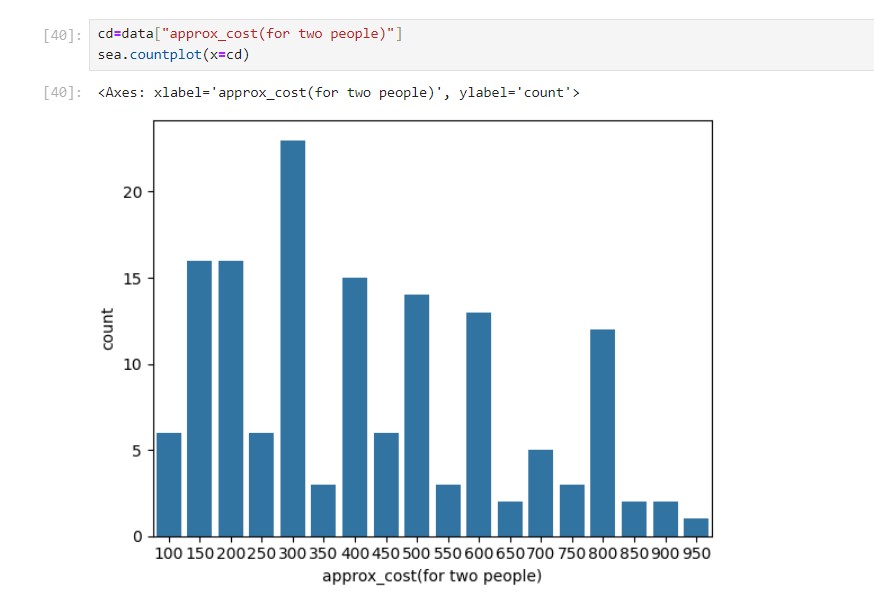 [40]: cd=data["approx_cost(for two people)"]
sea.countplot(x=cd)
[40]: <Axes: xlabel='approx_cost(for two people)', ylabel='count'>
20
15
10
5
0
count
100 150 200 250 300 350 400 450 500 550 600 650 700 750 800 850 900 950
approx_cost(for two people)